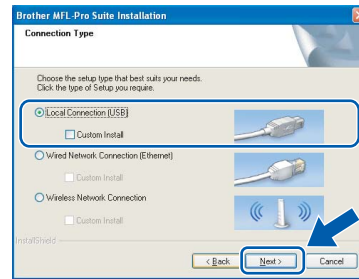 Brother MFL-Pro Suite Installation
Connection Type
Choose the setup type that best suits your needs.
Click the type of Setup you require.
Local Connection (USB)
Custom Install
Wired Network Connection (Ethernet)
Custom Install
Wireless Network Connection
Custom Install
InstallShield
< Back
Next >
Cancel